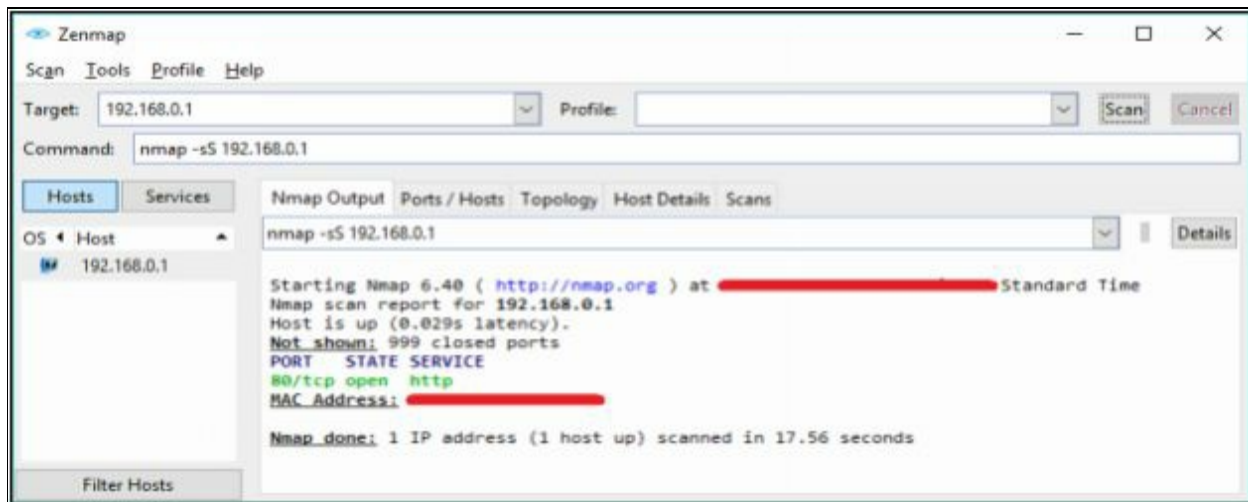 Zenmap
Scan Tools Profile Help
Target: 192.168.0.1 Profile: Scan Cancel
Command: nmap -sS 192.168.0.1
Hosts Services
Nmap Output Ports / Hosts Topology Host Details Scans
OS Host
nmap -sS 192.168.0.1 Details
192.168.0.1
Starting Nmap 6.40 ( http://nmap.org ) at Standard Time
Nmap scan report for 192.168.0.1
Host is up (0.029s latency).
Not shown: 999 closed ports
PORT STATE SERVICE
80/tcp open http
MAC Address:
Nmap done: 1 IP address (1 host up) scanned in 17.56 seconds
Filter Hosts